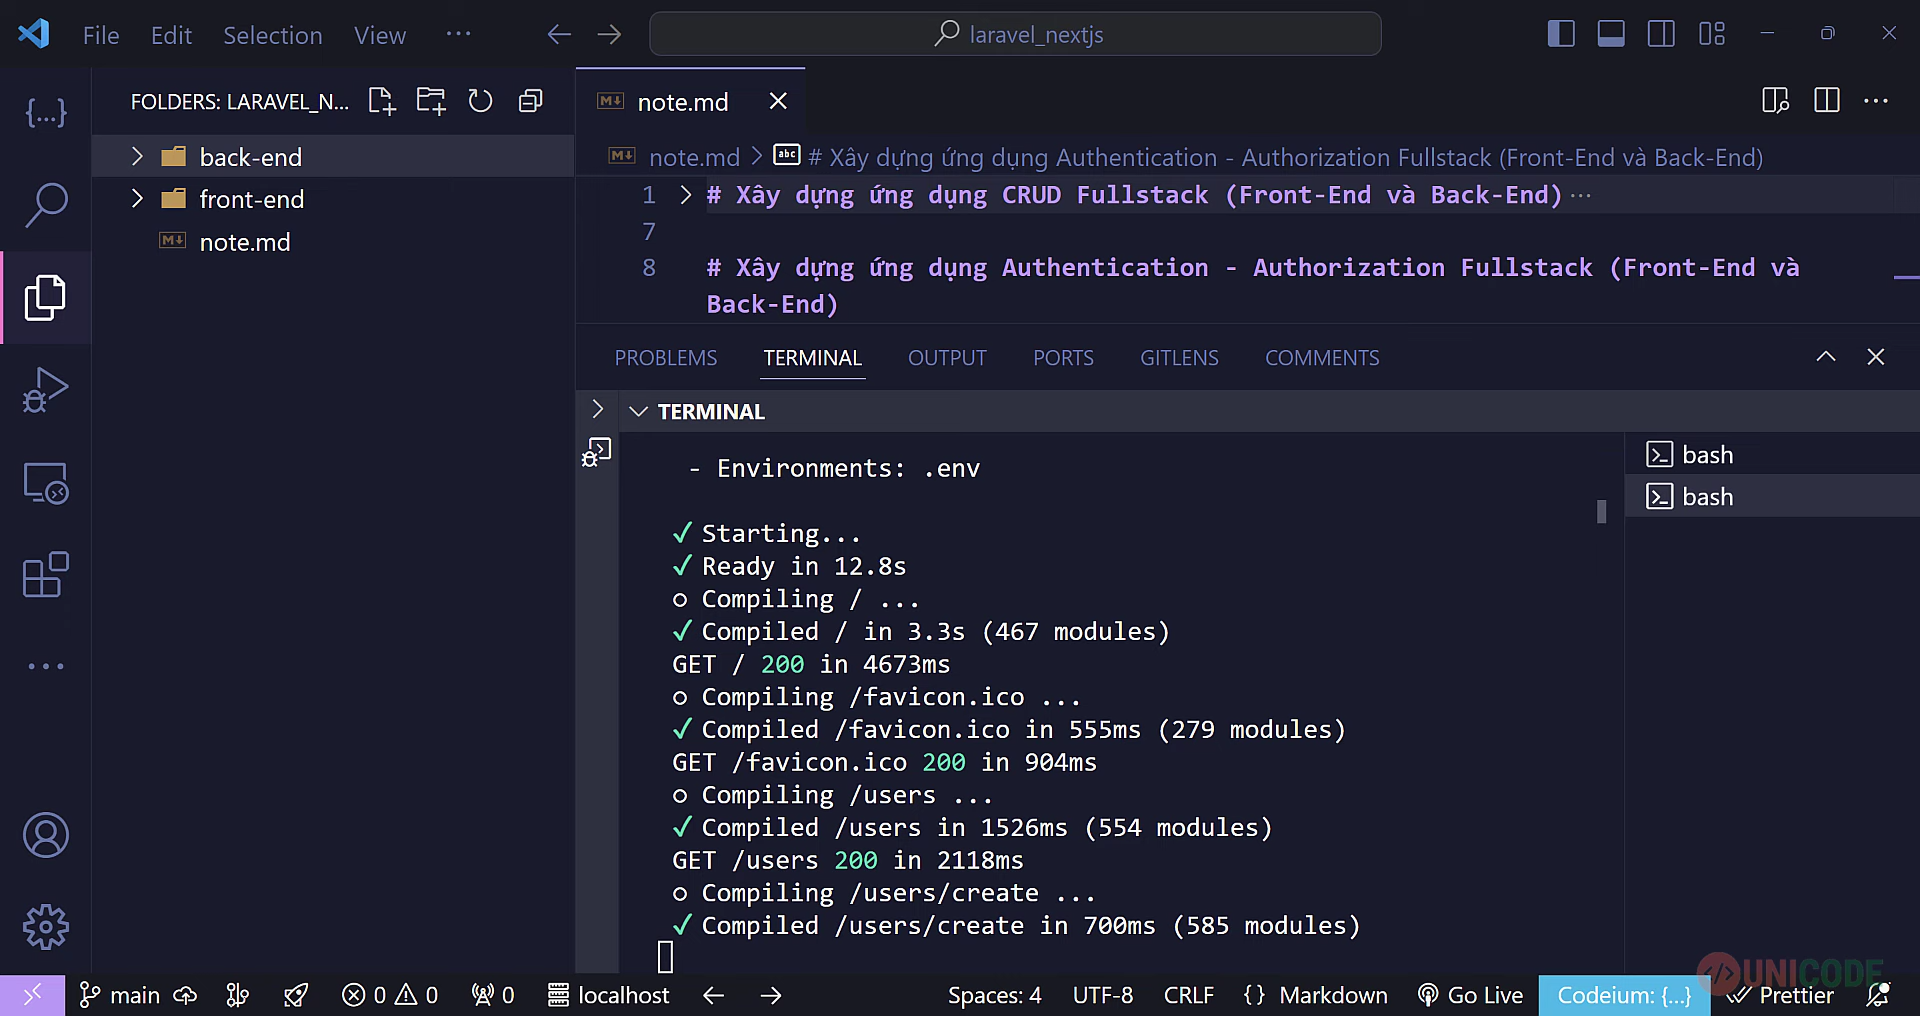 File Edit Selection View ... laravel_nextjs
FOLDERS: LARAVEL_N...
back-end
front-end
note.md
note.md
note.md > # Xây dựng ứng dụng Authentication - Authorization Fullstack (Front-End và Back-End)
1 # Xây dựng ứng dụng CRUD Fullstack (Front-End và Back-End)...
7
8 # Xây dựng ứng dụng Authentication - Authorization Fullstack (Front-End và
Back-End)
PROBLEMS TERMINAL OUTPUT PORTS GITLENS COMMENTS
TERMINAL
- Environments: .env
✓ Starting...
✓ Ready in 12.8s
○ Compiling / ...
✓ Compiled / in 3.3s (467 modules)
GET / 200 in 4673ms
○ Compiling /favicon.ico ...
✓ Compiled /favicon.ico in 555ms (279 modules)
GET /favicon.ico 200 in 904ms
○ Compiling /users ...
✓ Compiled /users in 1526ms (554 modules)
GET /users 200 in 2118ms
○ Compiling /users/create ...
✓ Compiled /users/create in 700ms (585 modules)
bash
bash
UNICODE
main 0 0 0 localhost Spaces: 4 UTF-8 CRLF {} Markdown Go Live Codeium: {...} Prettier